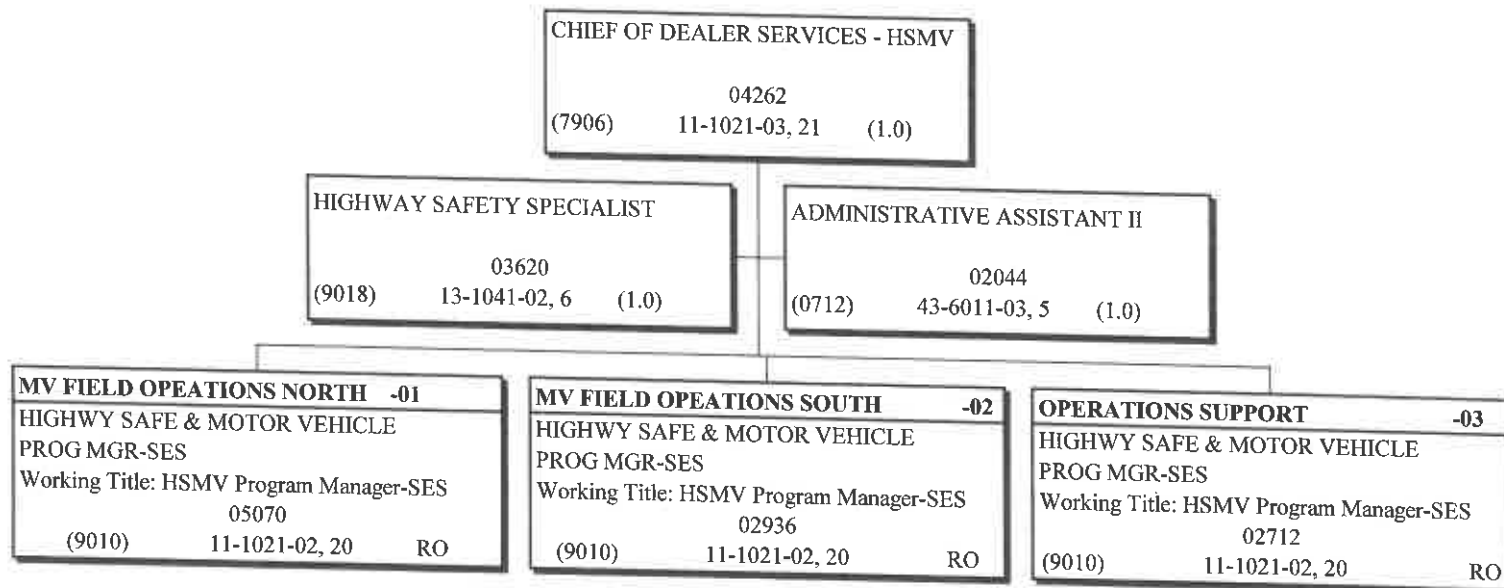 CHIEF OF DEALER SERVICES - HSMV
04262
(7906) 11-1021-03, 21 (1.0)
HIGHWAY SAFETY SPECIALIST
03620
(9018) 13-1041-02, 6 (1.0)
ADMINISTRATIVE ASSISTANT II
02044
(0712) 43-6011-03, 5 (1.0)
MV FIELD OPEATIONS NORTH -01
HIGHWY SAFE & MOTOR VEHICLE
PROG MGR-SES
Working Title: HSMV Program Manager-SES
05070
(9010) 11-1021-02, 20 RO
MV FIELD OPEATIONS SOUTH -02
HIGHWY SAFE & MOTOR VEHICLE
PROG MGR-SES
Working Title: HSMV Program Manager-SES
02936
(9010) 11-1021-02, 20 RO
OPERATIONS SUPPORT -03
HIGHWY SAFE & MOTOR VEHICLE
PROG MGR-SES
Working Title: HSMV Program Manager-SES
02712
(9010) 11-1021-02, 20 RO